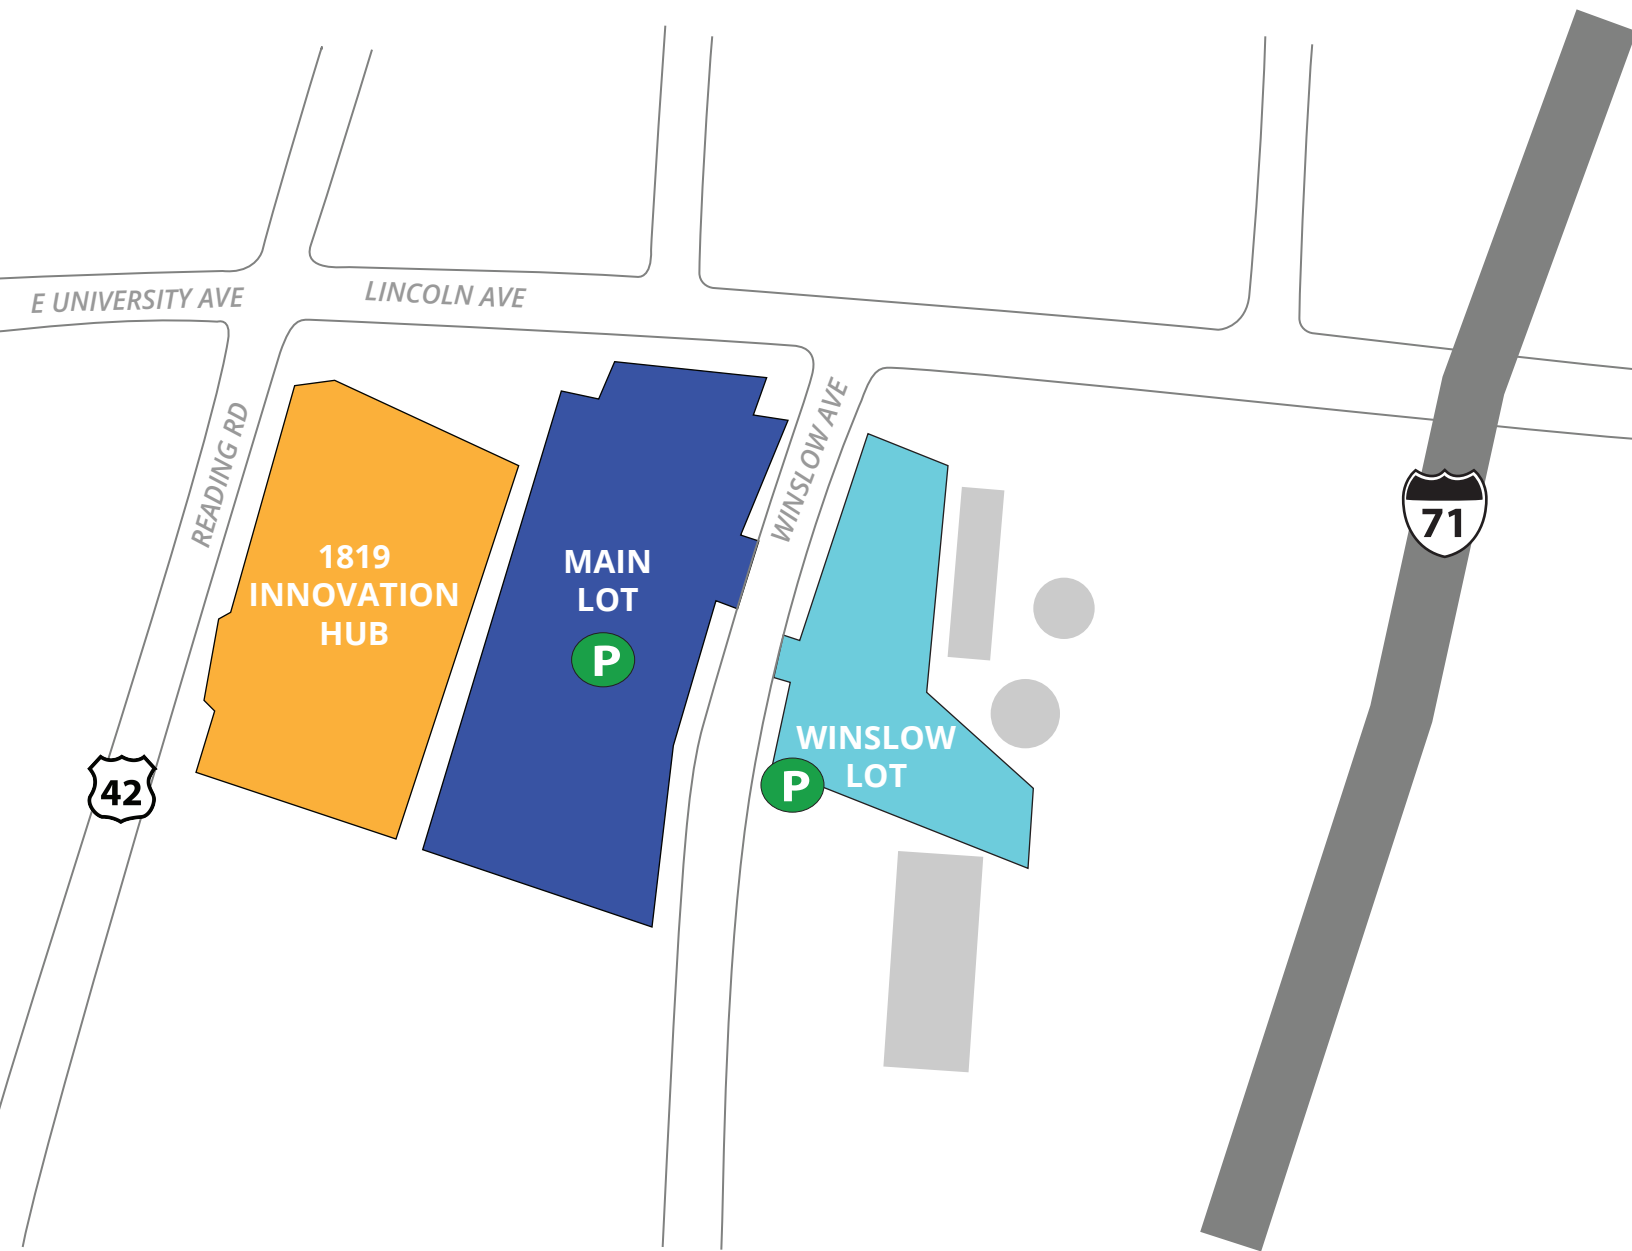 E UNIVERSITY AVE
LINCOLN AVE
READING RD
WINSLOW AVE
71
1819
INNOVATION
HUB
MAIN
LOT
P
WINSLOW
LOT
P
42